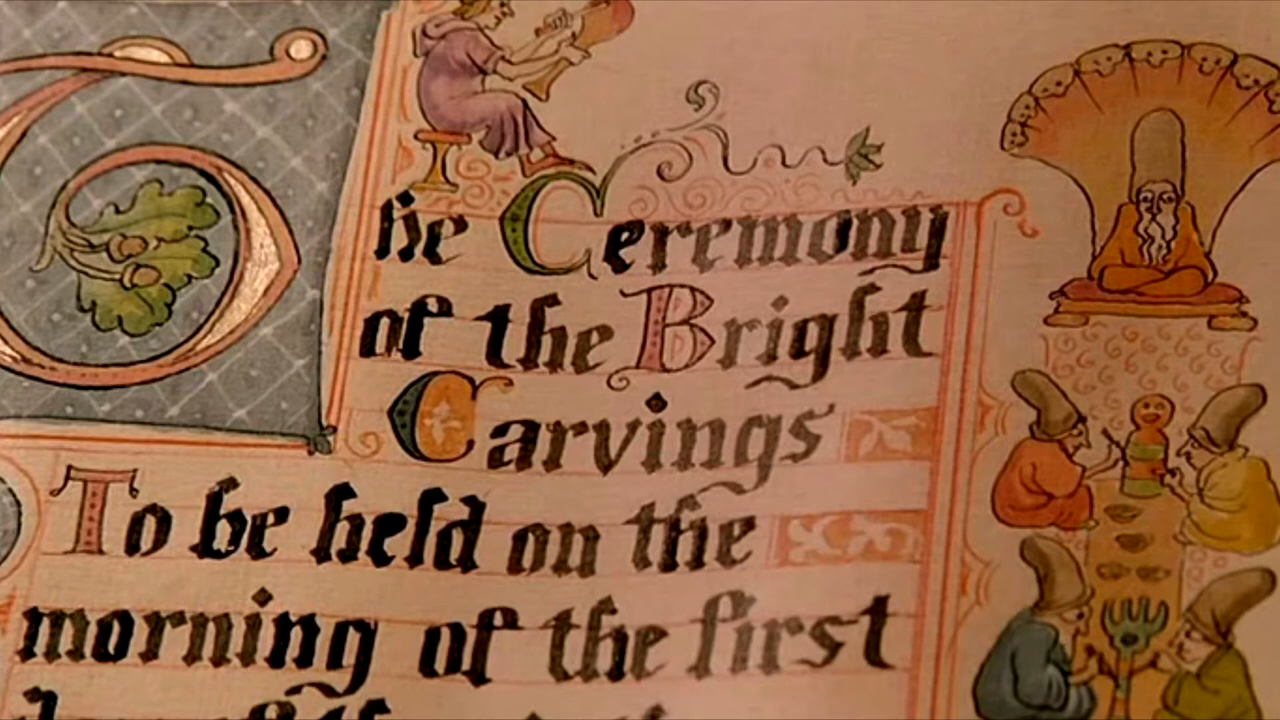 The Ceremony
of the Bright
Carvings
To be held on the
morning of the first